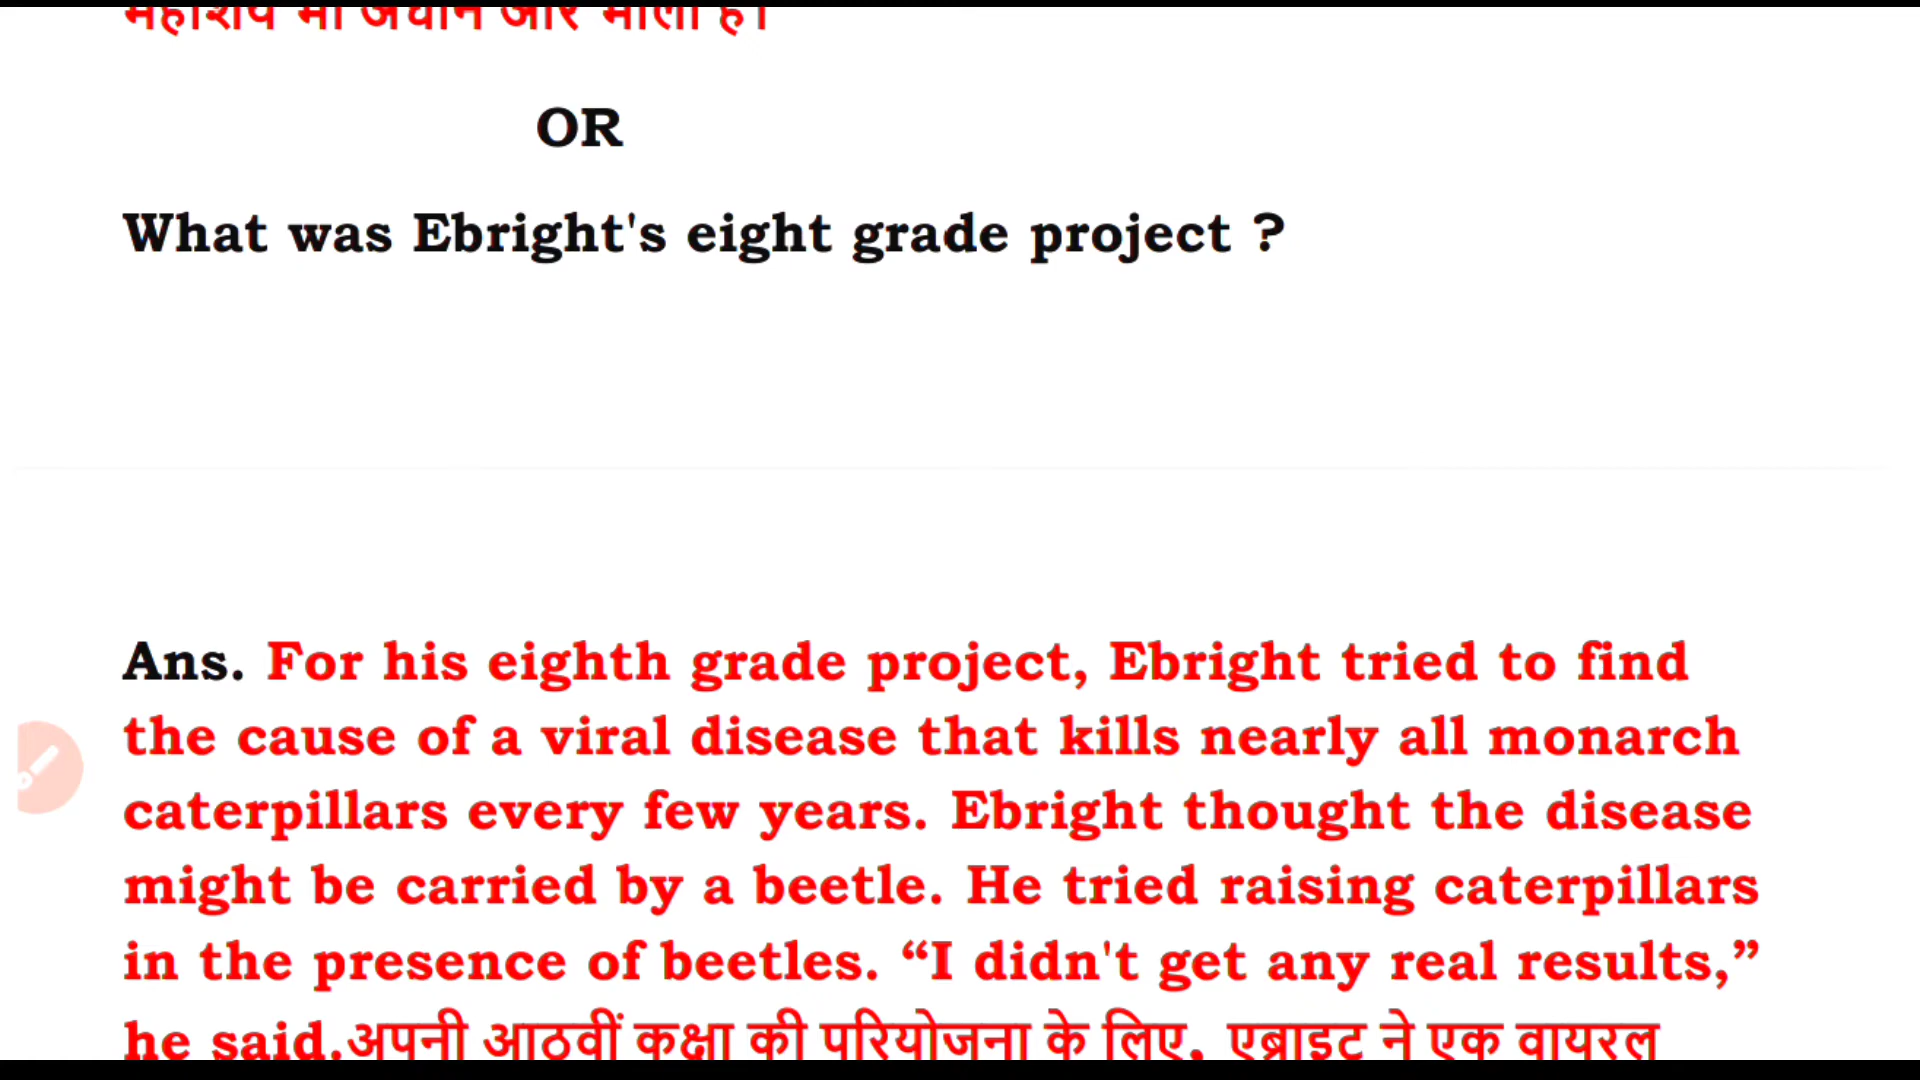 OR
What was Ebright's eight grade project ?
Ans. For his eighth grade project, Ebright tried to find
the cause of a viral disease that kills nearly all monarch
caterpillars every few years. Ebright thought the disease
might be carried by a beetle. He tried raising caterpillars
in the presence of beetles. “I didn't get any real results,”
he said.अपनी आठवीं कक्षा की परियोजना के लिए, एब्राइट ने एक वायरल